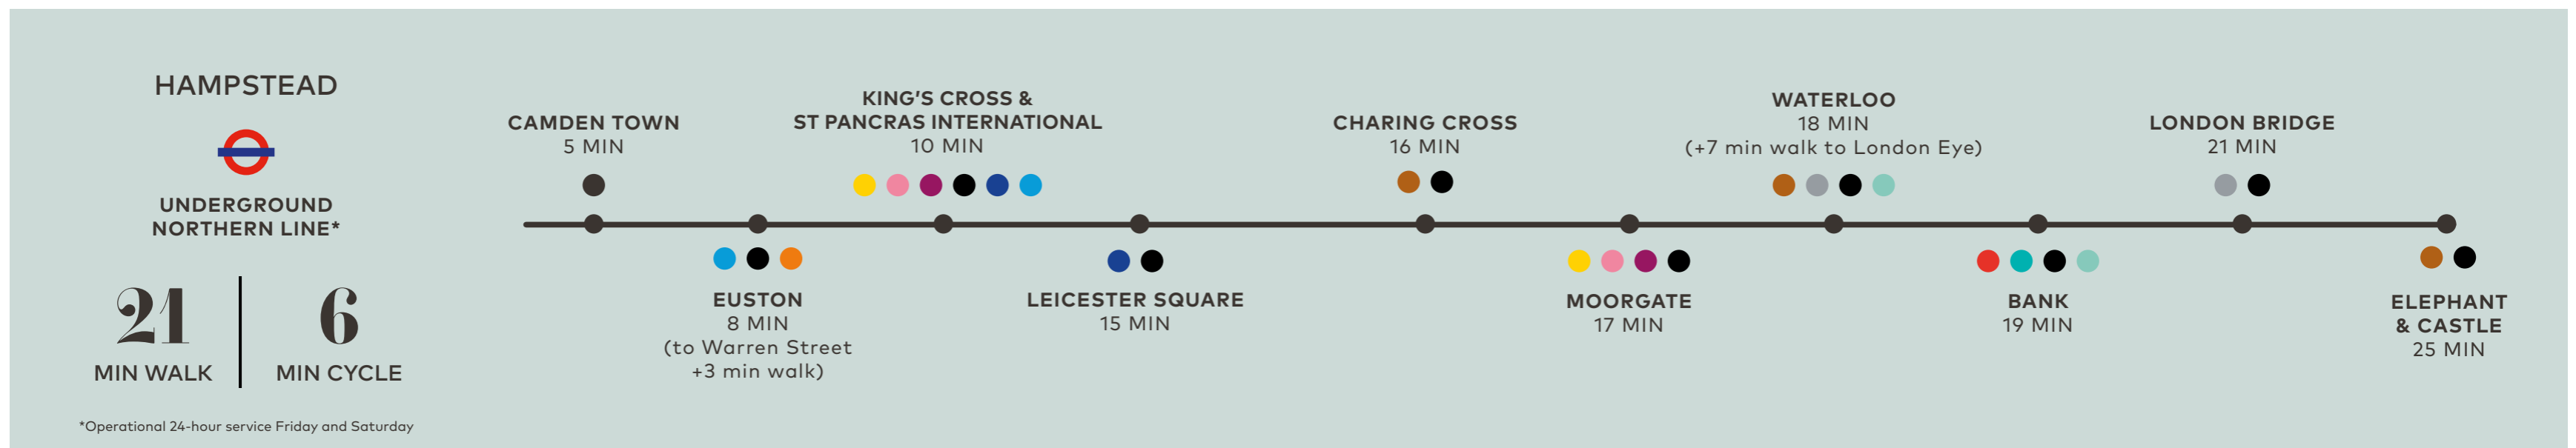 HAMPSTEAD
UNDERGROUND
NORTHERN LINE*
21
MIN WALK
6
MIN CYCLE
*Operational 24-hour service Friday and Saturday
CAMDEN TOWN
5 MIN
EUSTON
8 MIN
(to Warren Street
+3 min walk)
KING'S CROSS &
ST PANCRAS INTERNATIONAL
10 MIN
LEICESTER SQUARE
15 MIN
CHARING CROSS
16 MIN
MOORGATE
17 MIN
WATERLOO
18 MIN
(+7 min walk to London Eye)
BANK
19 MIN
LONDON BRIDGE
21 MIN
ELEPHANT
& CASTLE
25 MIN